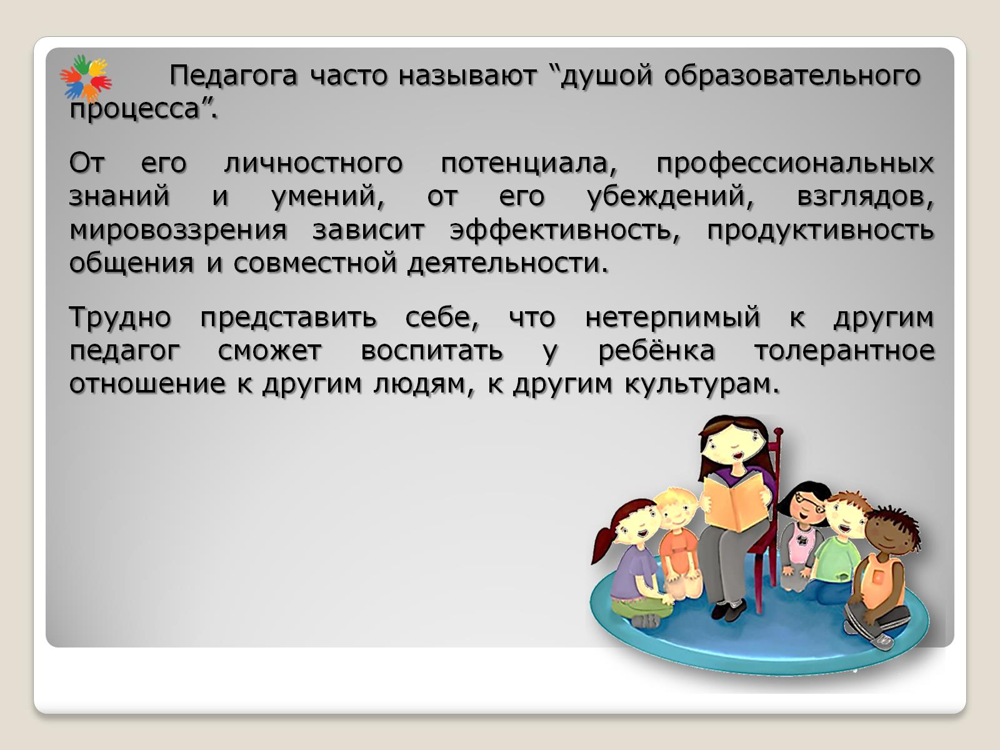 Педагога часто называют “душой образовательного
процесса”.
От его личностного потенциала, профессиональных
знаний и умений, от его убеждений, взглядов,
мировоззрения зависит эффективность, продуктивность
общения и совместной деятельности.
Трудно представить себе, что нетерпимый к другим
педагог сможет воспитать у ребёнка толерантное
отношение к другим людям, к другим культурам.